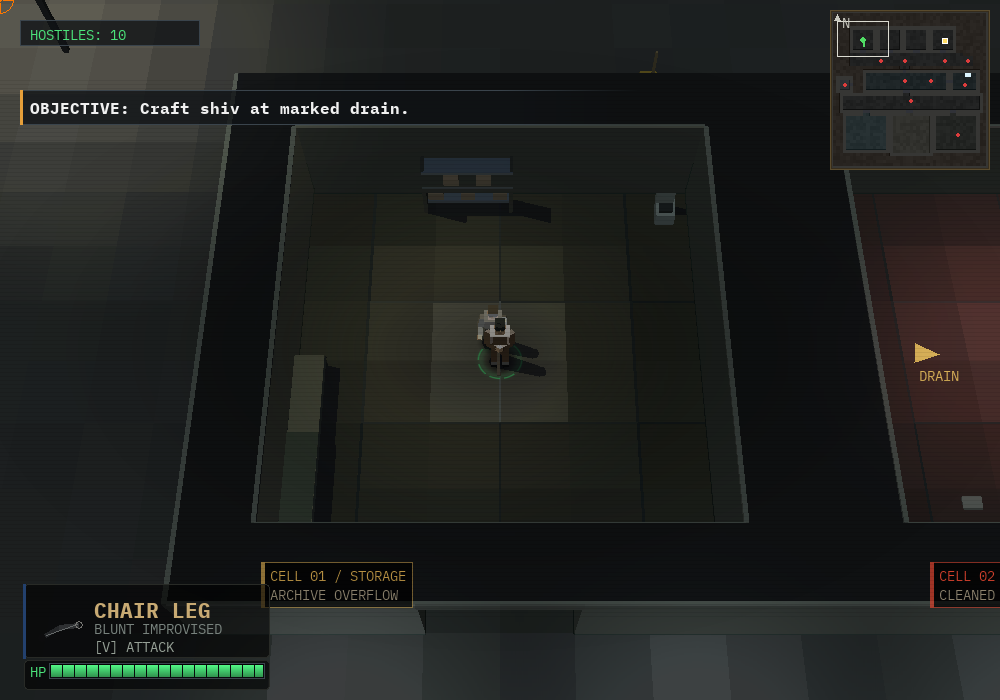 HOSTILES: 10
N
OBJECTIVE: Craft shiv at marked drain.
DRAIN
CELL 01 / STORAGE
ARCHIVE OVERFLOW
CELL 02
CLEANED
CHAIR LEG
BLUNT IMPROVISED
[V] ATTACK
HP